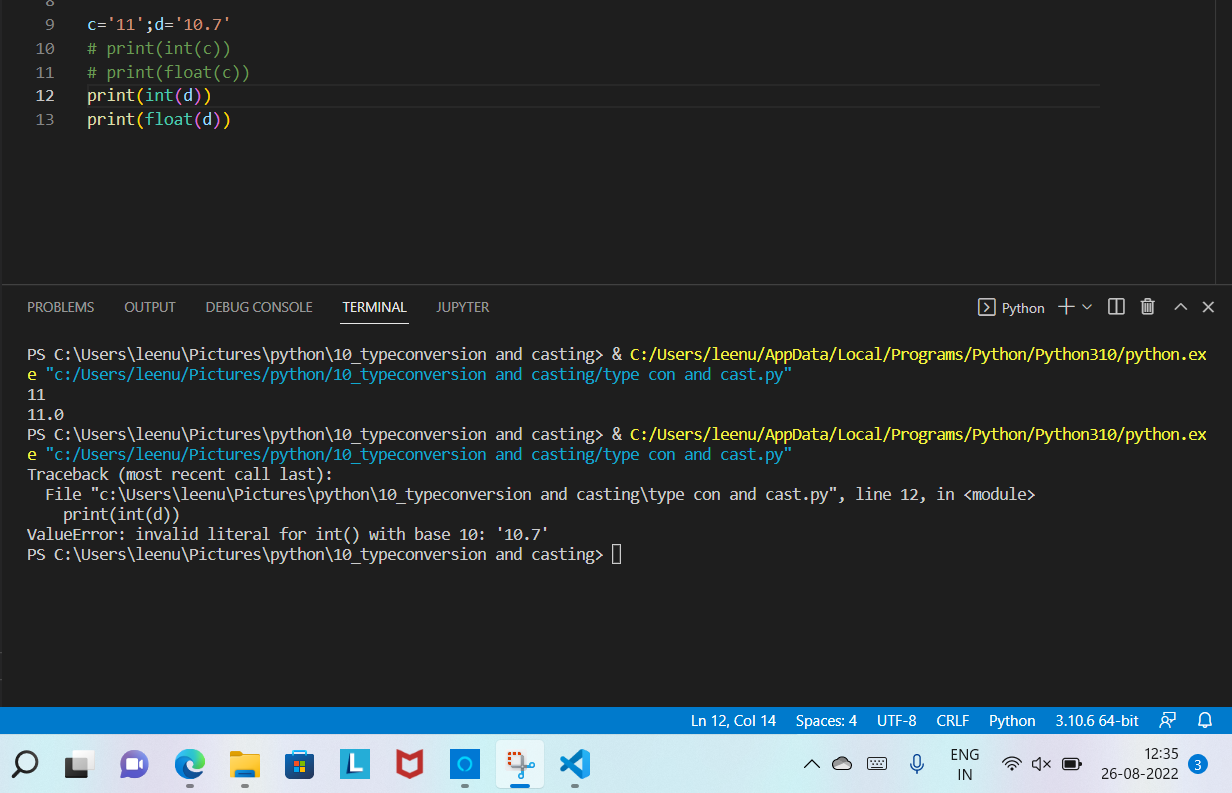 8
9 c='11';d='10.7'
10 # print(int(c))
11 # print(float(c))
12 print(int(d))
13 print(float(d))
PROBLEMS OUTPUT DEBUG CONSOLE TERMINAL JUPYTER Python
PS C:\Users\leenu\Pictures\python\10_typeconversion and casting> & C:/Users/leenu/AppData/Local/Programs/Python/Python310/python.ex
e "c:/Users/leenu/Pictures/python/10_typeconversion and casting/type con and cast.py"
11
11.0
PS C:\Users\leenu\Pictures\python\10_typeconversion and casting> & C:/Users/leenu/AppData/Local/Programs/Python/Python310/python.ex
e "c:/Users/leenu/Pictures/python/10_typeconversion and casting/type con and cast.py"
Traceback (most recent call last):
  File "c:\Users\leenu\Pictures\python\10_typeconversion and casting\type con and cast.py", line 12, in <module>
    print(int(d))
ValueError: invalid literal for int() with base 10: '10.7'
PS C:\Users\leenu\Pictures\python\10_typeconversion and casting>
Ln 12, Col 14 Spaces: 4 UTF-8 CRLF Python 3.10.6 64-bit
L
ENG
IN
12:35
26-08-2022
3